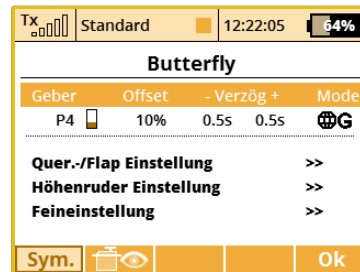 Tx Standard 12:22:05 64%
Butterfly
Geber Offset - Verzög + Mode
P4 10% 0.5s 0.5s G
Quer.-/Flap Einstellung >>
Höhenruder Einstellung >>
Feineinstellung >>
Sym. Ok